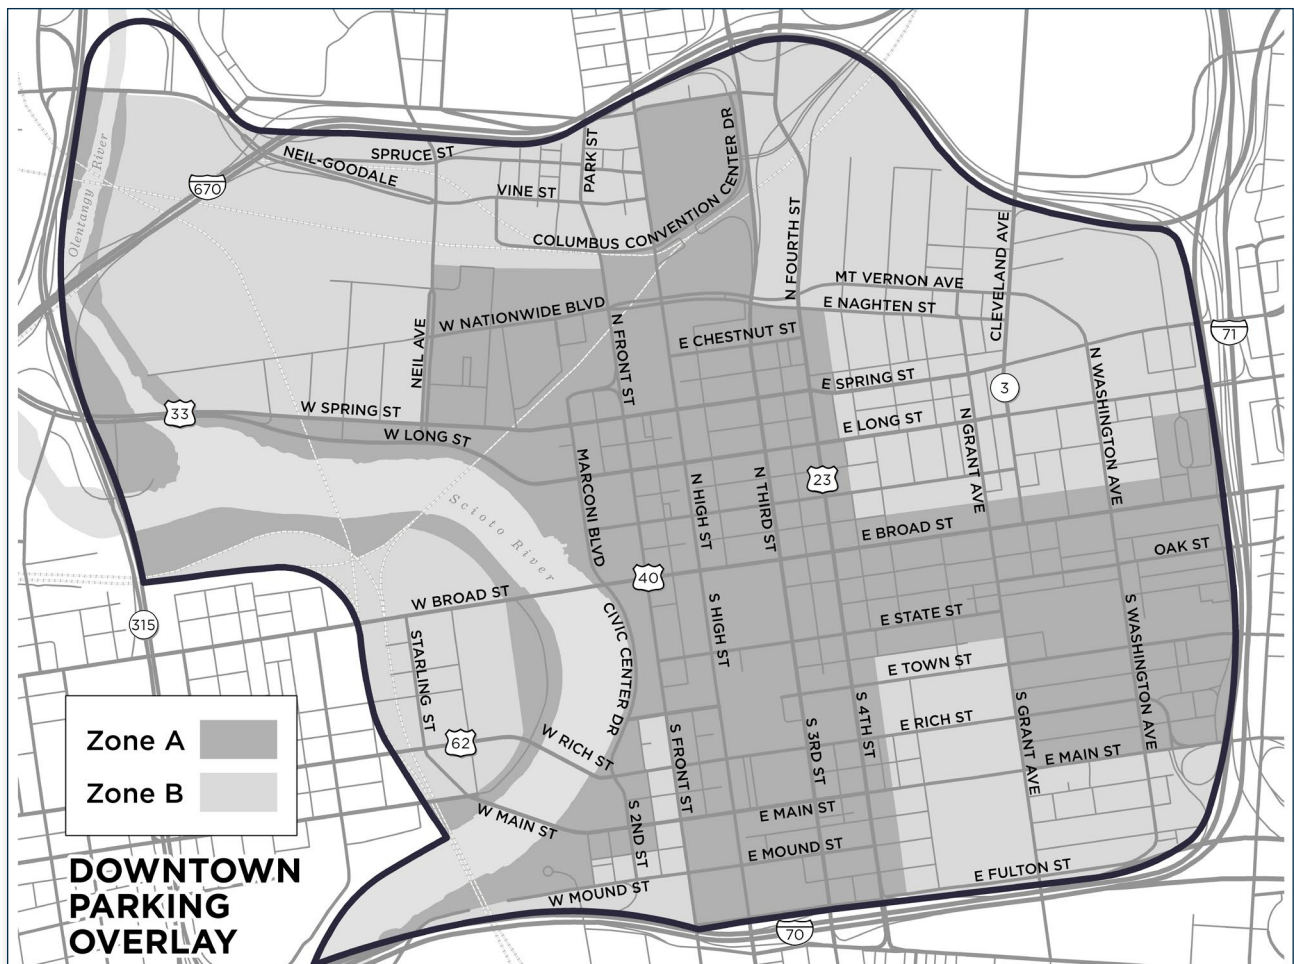 SPRUCE ST
NEIL-GOODALE
PARK ST
COLUMBUS CONVENTION CENTER DR
VINE ST
670
Olentangy River
N FOURTH ST
CLEVELAND AVE
MT VERNON AVE
E NAGHTEN ST
W NATIONWIDE BLVD
E CHESTNUT ST
N FRONT ST
NEIL AVE
71
E SPRING ST
3
N WASHINGTON AVE
33
W SPRING ST
W LONG ST
E LONG ST
N GRANT AVE
MARCONI BLVD
N HIGH ST
N THIRD ST
23
Scioto River
E BROAD ST
OAK ST
40
W BROAD ST
315
CIVIC CENTER DR
S HIGH ST
E STATE ST
S WASHINGTON AVE
STARLING ST
E TOWN ST
62
W RICH ST
S FRONT ST
S 3RD ST
S 4TH ST
E RICH ST
S GRANT AVE
E MAIN ST
Zone A
Zone B
W MAIN ST
S 2ND ST
E MAIN ST
E MOUND ST
W MOUND ST
E FULTON ST
70
DOWNTOWN
PARKING
OVERLAY